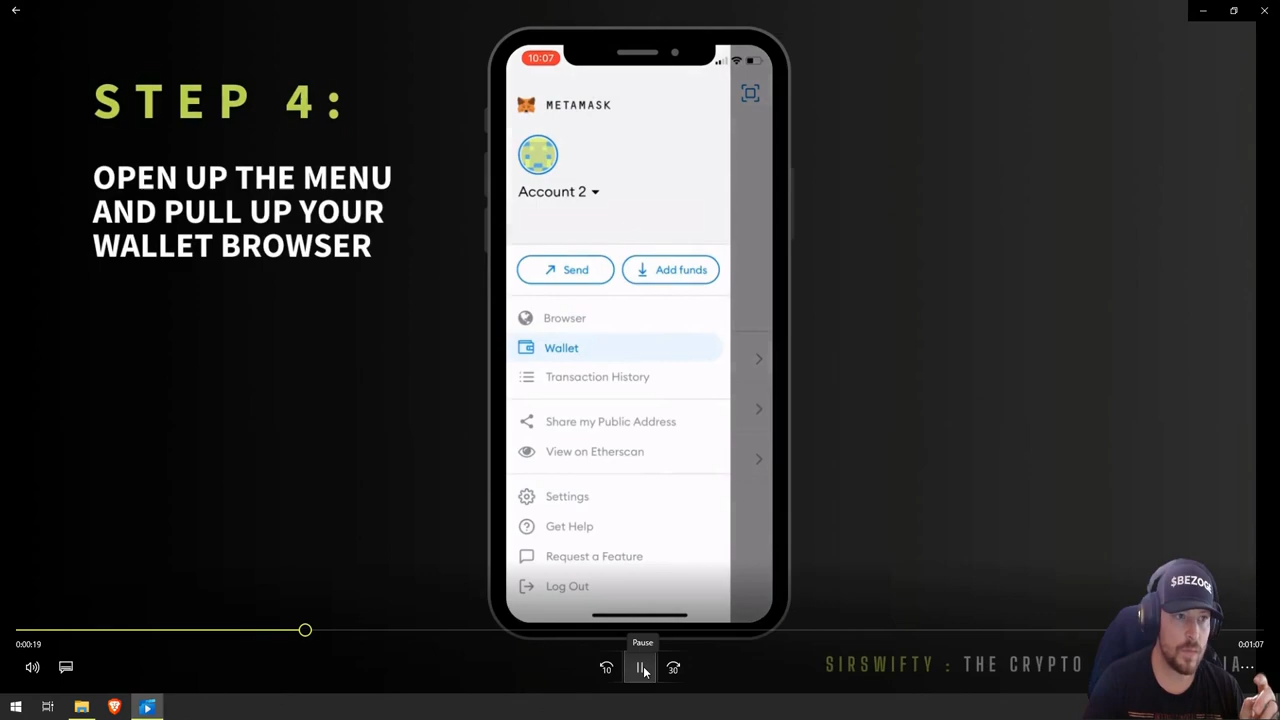 STEP 4:
OPEN UP THE MENU
AND PULL UP YOUR
WALLET BROWSER
10:07
METAMASK
Account 2
Send
Add funds
Browser
Wallet
Transaction History
Share my Public Address
View on Etherscan
Settings
Get Help
Request a Feature
Log Out
$BEZOGE
Pause
0:00:19
0:01:07
10
30
SIRSWIFTY : THE CRYPTO